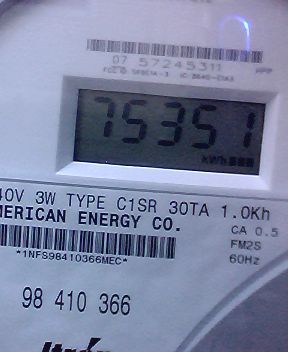 07 57245311
75351
kWh
40V 3W TYPE C1SR 30TA 1.0Kh
MERICAN ENERGY CO.
CA 0.5
FM2S
*1NFS98410366MEC*
60Hz
98 410 366
Itron